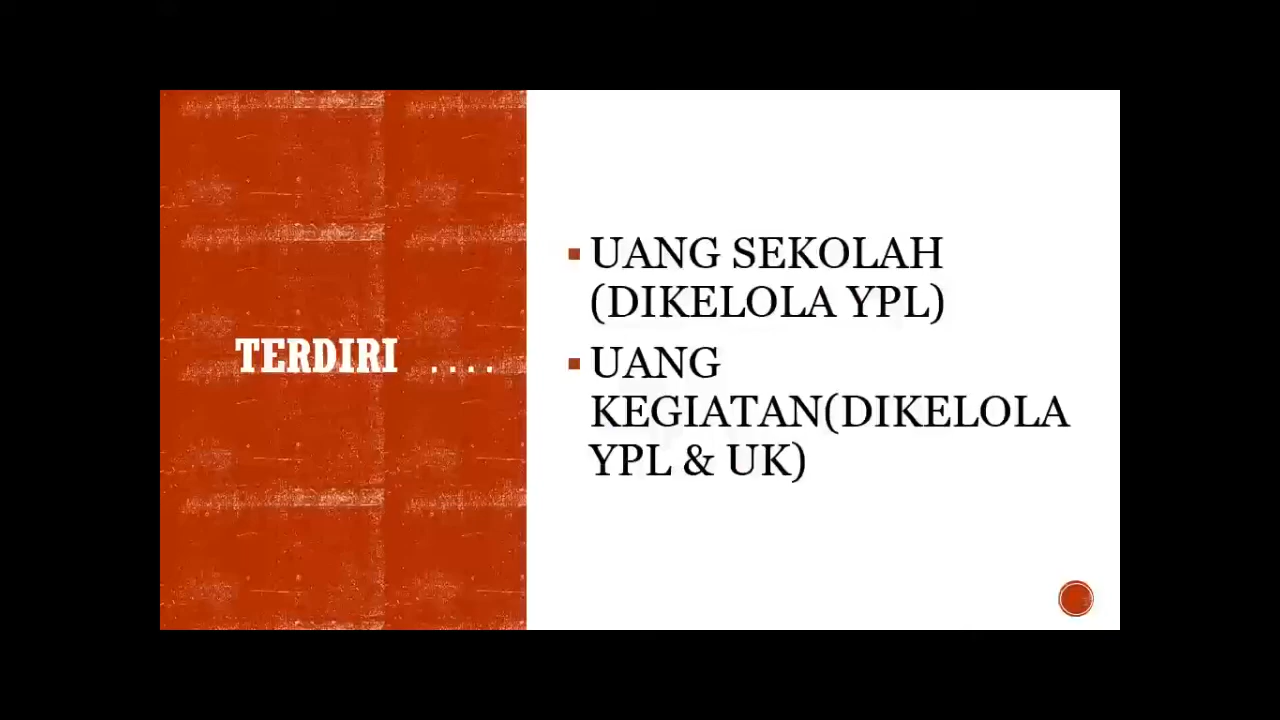 TERDIRI ....
UANG SEKOLAH
(DIKELOLA YPL)
UANG
KEGIATAN(DIKELOLA
YPL & UK)